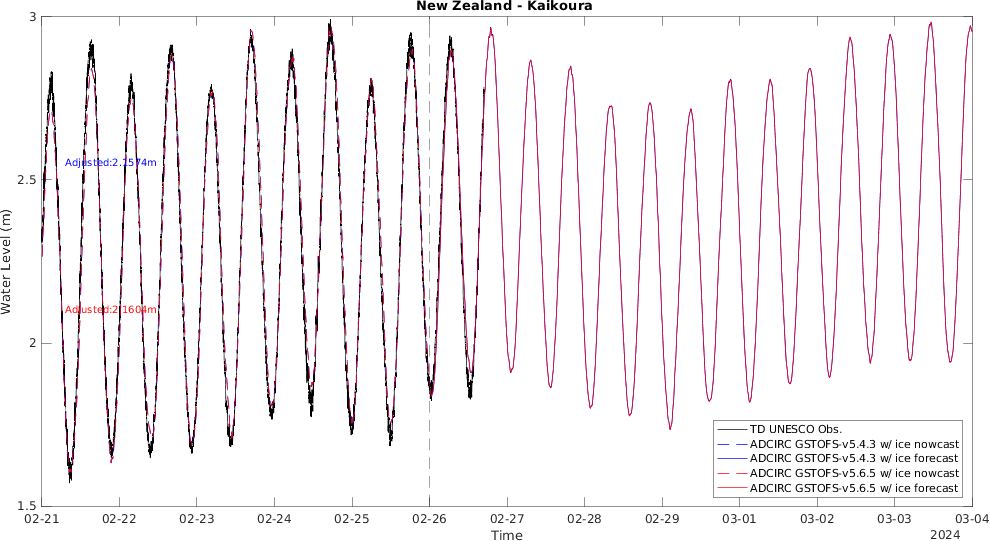 New Zealand - Kaikoura
3
2.5
2
1.5
Water Level (m)
Adjusted:2.1574m
Adjusted:2.1604m
TD UNESCO Obs.
ADCIRC GSTOFS-v5.4.3 w/ ice nowcast
ADCIRC GSTOFS-v5.4.3 w/ ice forecast
ADCIRC GSTOFS-v5.6.5 w/ ice nowcast
ADCIRC GSTOFS-v5.6.5 w/ ice forecast
02-21 02-22 02-23 02-24 02-25 02-26 02-27 02-28 02-29 03-01 03-02 03-03 03-04
Time
2024